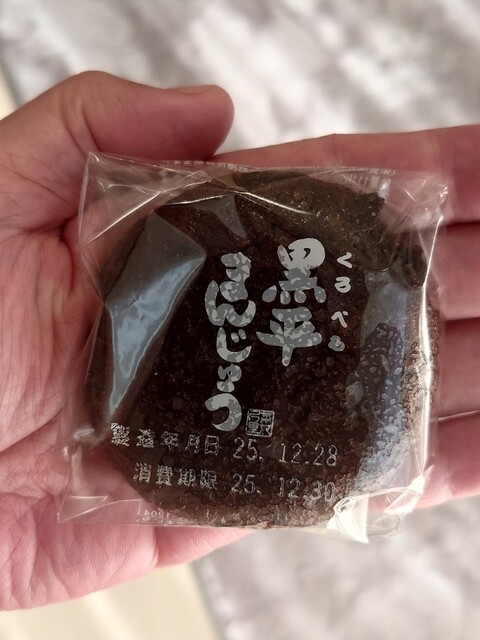 くろべゑ
黒平
まんじゅう
製造年月日 25. 12.28
消費期限 25. 12.30